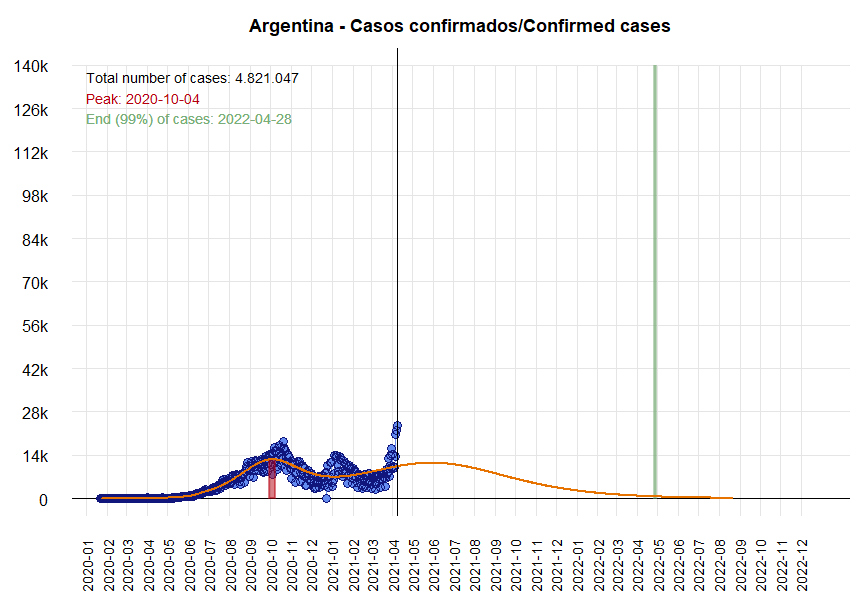 Argentina - Casos confirmados/Confirmed cases
140k
126k
112k
98k
84k
70k
56k
42k
28k
14k
0
Total number of cases: 4.821.047
Peak: 2020-10-04
End (99%) of cases: 2022-04-28
2020-01
2020-02
2020-03
2020-04
2020-05
2020-06
2020-07
2020-08
2020-09
2020-10
2020-11
2020-12
2021-01
2021-02
2021-03
2021-04
2021-05
2021-06
2021-07
2021-08
2021-09
2021-10
2021-11
2021-12
2022-01
2022-02
2022-03
2022-04
2022-05
2022-06
2022-07
2022-08
2022-09
2022-10
2022-11
2022-12